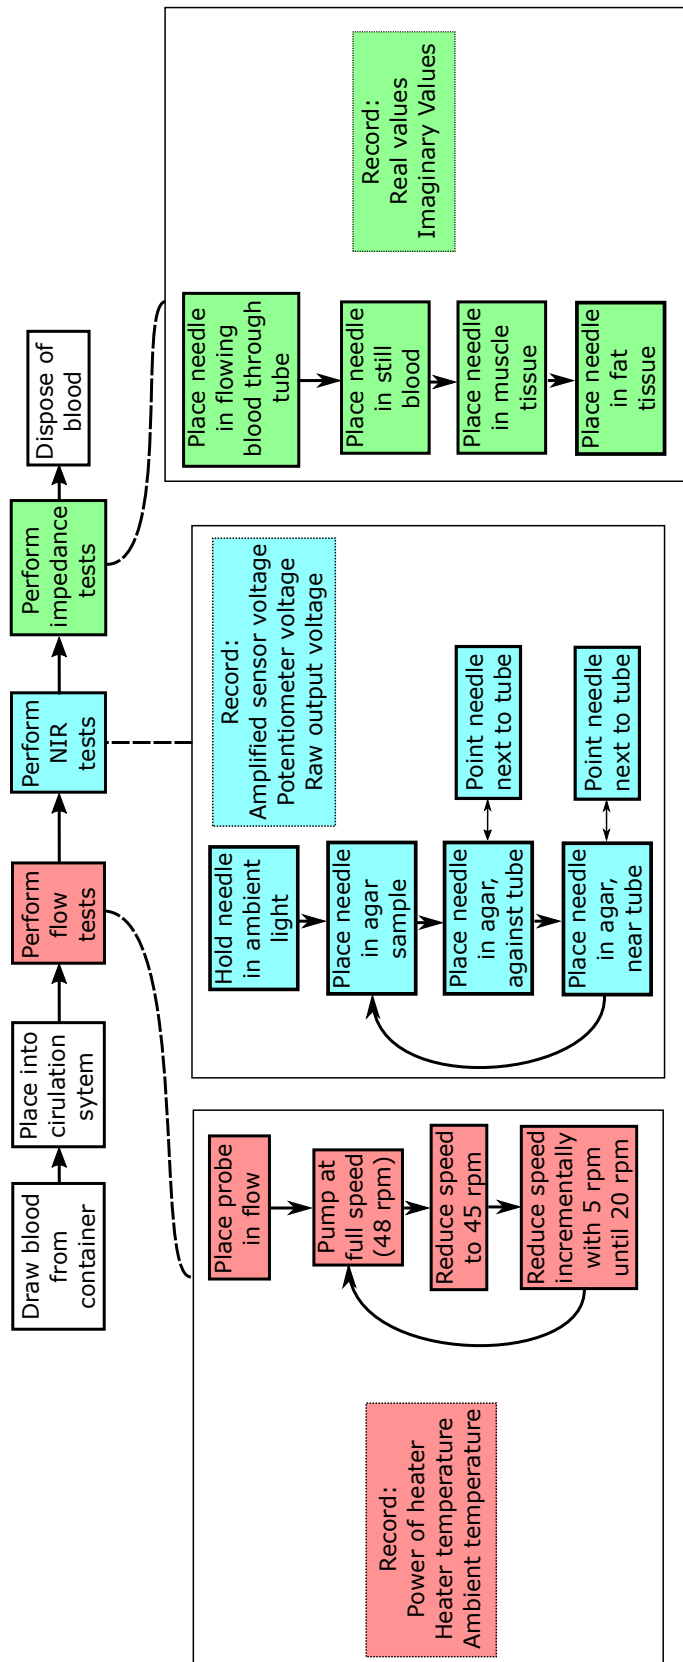 Draw blood
from
container
Place into
cirulation
sytem
Perform
flow
tests
Perform
NIR
tests
Perform
impedance
tests
Dispose of
blood
Record:
Power of heater
Heater temperature
Ambient temperature
Place probe
in flow
Pump at
full speed
(48 rpm)
Reduce speed
to 45 rpm
Reduce speed
incrementally
with 5 rpm
until 20 rpm
Hold needle
in ambient
light
Place needle
in agar
sample
Place needle
in agar,
against tube
Place needle
in agar,
near tube
Record:
Amplified sensor voltage
Potentiometer voltage
Raw output voltage
Point needle
next to tube
Point needle
next to tube
Place needle
in flowing
blood through
tube
Place needle
in still
blood
Place needle
in muscle
tissue
Place needle
in fat
tissue
Record:
Real values
Imaginary Values